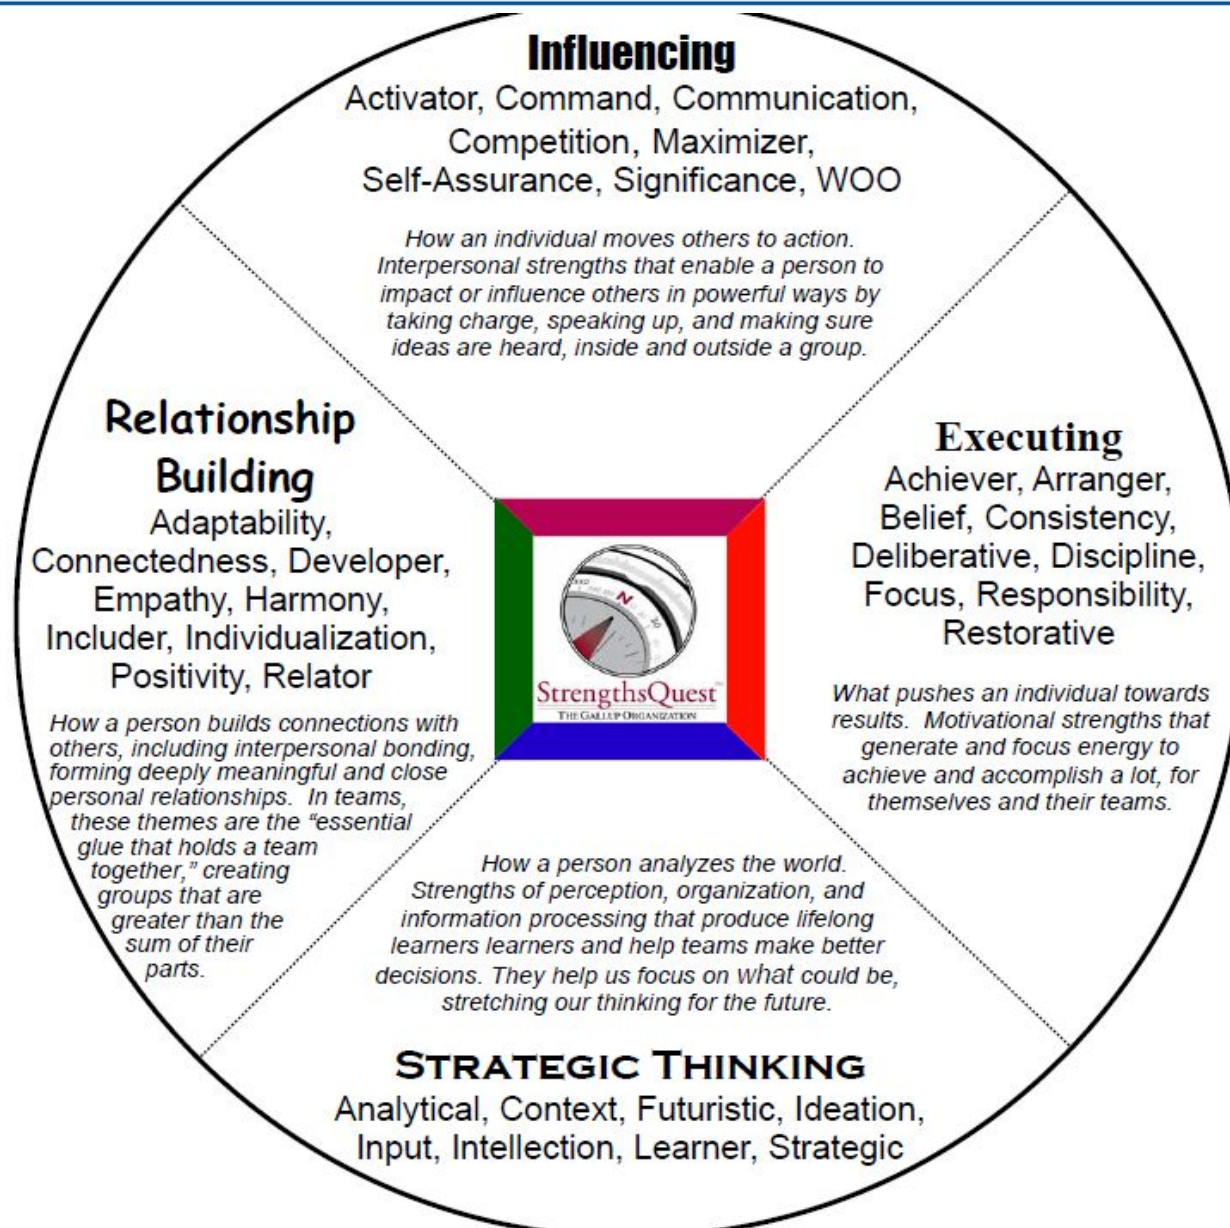 Influencing
Activator, Command, Communication,
Competition, Maximizer,
Self-Assurance, Significance, WOO
How an individual moves others to action.
Interpersonal strengths that enable a person to
impact or influence others in powerful ways by
taking charge, speaking up, and making sure
ideas are heard, inside and outside a group.
Relationship
Building
Adaptability,
Connectedness, Developer,
Empathy, Harmony,
Includer, Individualization,
Positivity, Relator
How a person builds connections with
others, including interpersonal bonding,
forming deeply meaningful and close
personal relationships.  In teams,
these themes are the “essential
glue that holds a team
together,” creating
groups that are
greater than the
sum of their
parts.
N
StrengthsQuest
THE GALLUP ORGANIZATION
Executing
Achiever, Arranger,
Belief, Consistency,
Deliberative, Discipline,
Focus, Responsibility,
Restorative
What pushes an individual towards
results.  Motivational strengths that
generate and focus energy to
achieve and accomplish a lot, for
themselves and their teams.
How a person analyzes the world.
Strengths of perception, organization, and
information processing that produce lifelong
learners learners and help teams make better
decisions. They help us focus on what could be,
stretching our thinking for the future.
STRATEGIC THINKING
Analytical, Context, Futuristic, Ideation,
Input, Intellection, Learner, Strategic